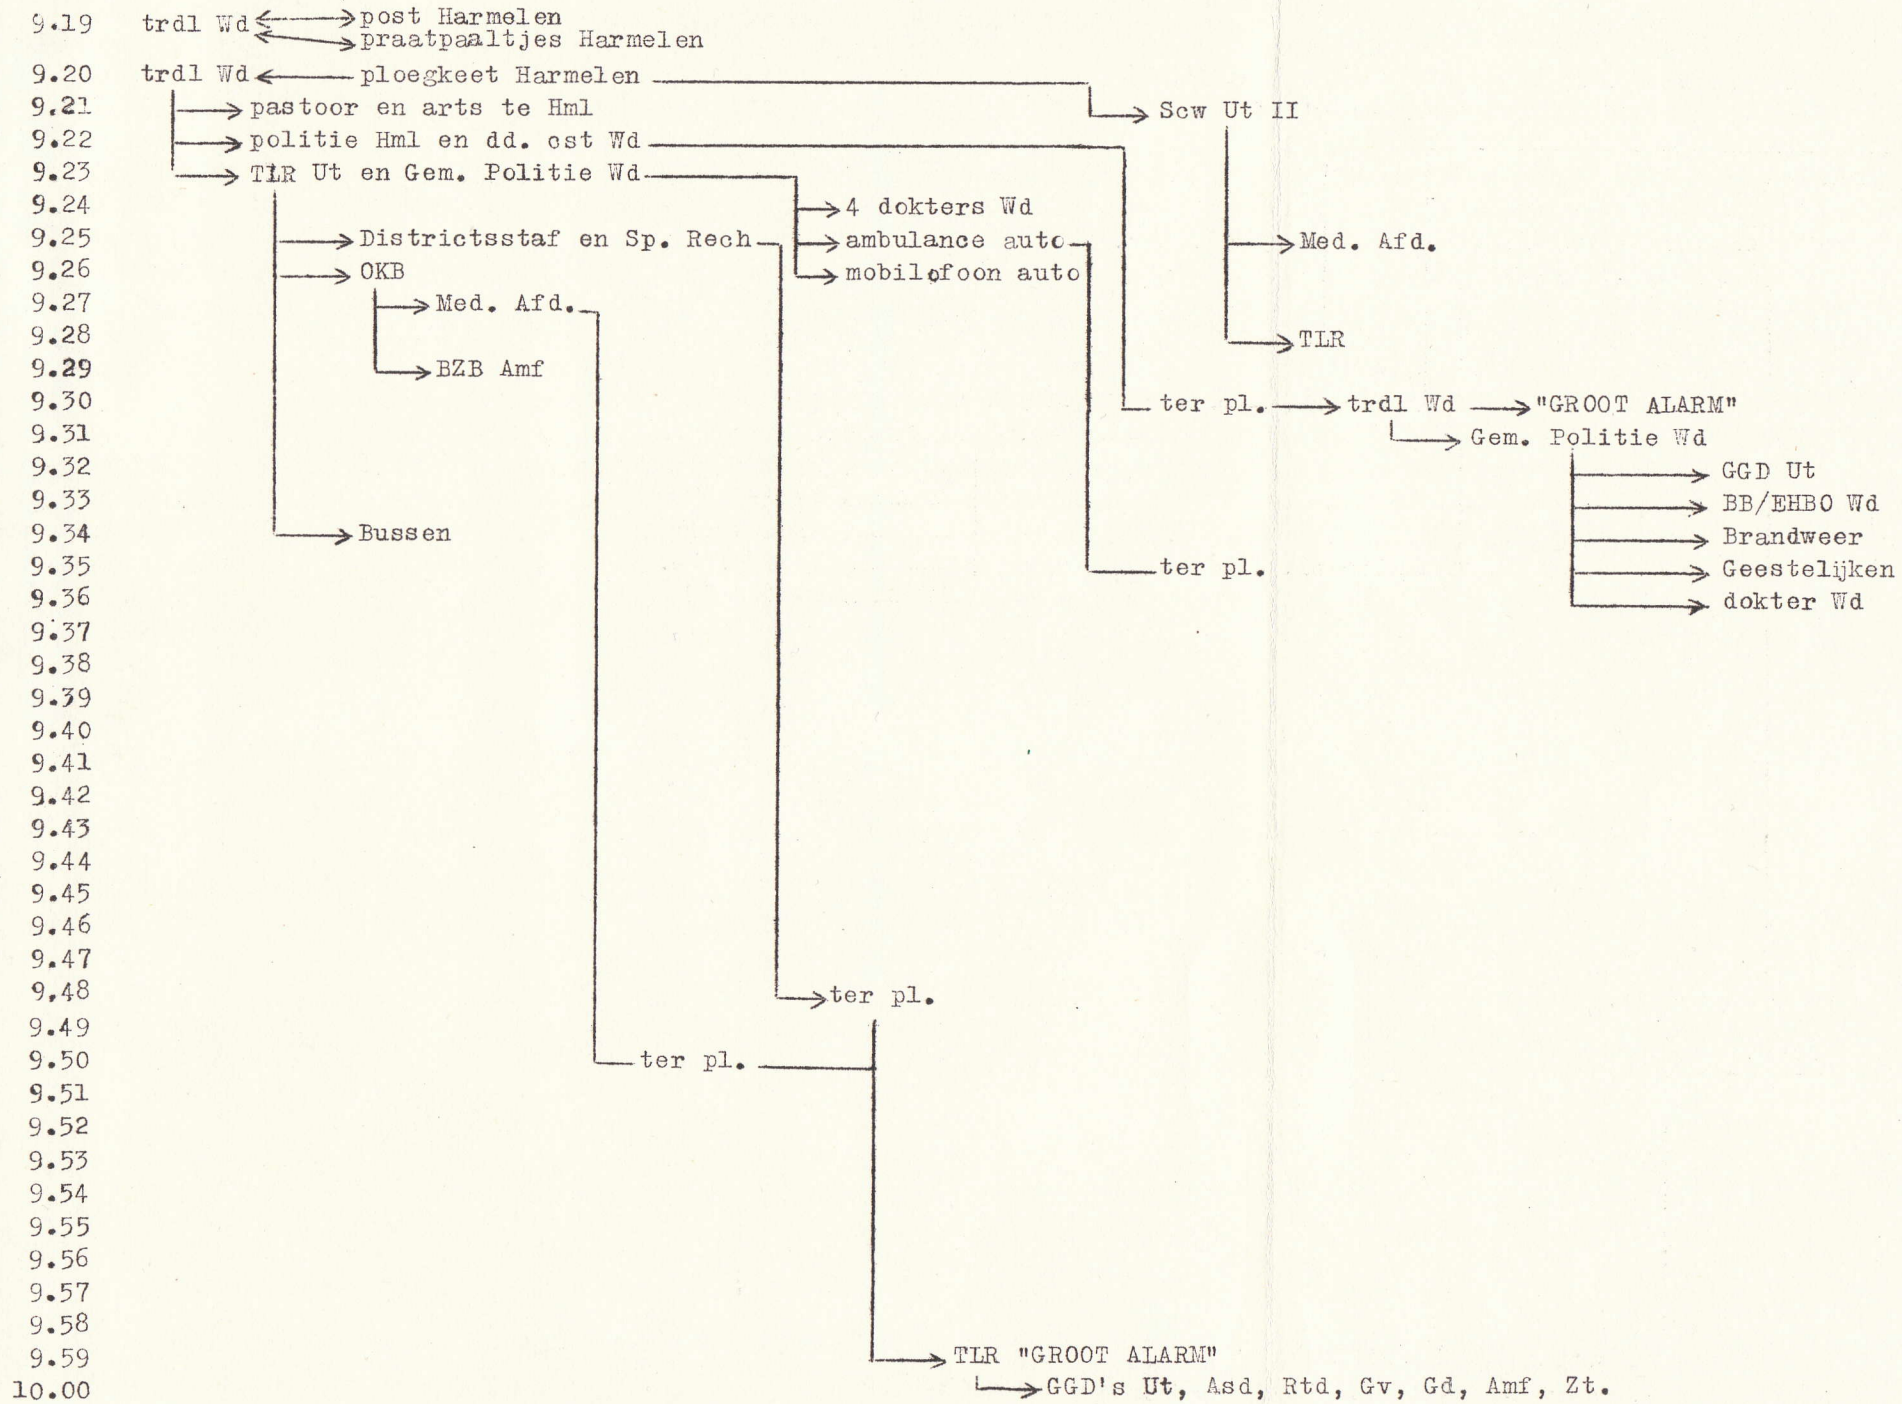 9.19 trdl Wd post Harmelen
praatpaaltjes Harmelen
9.20 trdl Wd ploegkeet Harmelen
9.21 pastoor en arts te Hml Scw Ut II
9.22 politie Hml en dd. ost Wd
9.23 TLR Ut en Gem. Politie Wd
9.24 4 dokters Wd
9.25 Districtsstaf en Sp. Rech ambulance auto Med. Afd.
9.26 OKB mobilofoon auto
9.27 Med. Afd.
9.28 TLR
9.29 BZB Amf
9.30 ter pl. trdl Wd "GROOT ALARM"
9.31 Gem. Politie Wd
9.32 GGD Ut
9.33 BB/EHBO Wd
9.34 Bussen Brandweer
9.35 ter pl. Geestelijken
9.36 dokter Wd
9.37
9.38
9.39
9.40
9.41
9.42
9.43
9.44
9.45
9.46
9.47
9,48 ter pl.
9.49
9.50 ter pl.
9.51
9.52
9.53
9.54
9.55
9.56
9.57
9.58
9.59 TLR "GROOT ALARM"
10.00 GGD's Ut, Asd, Rtd, Gv, Gd, Amf, Zt.